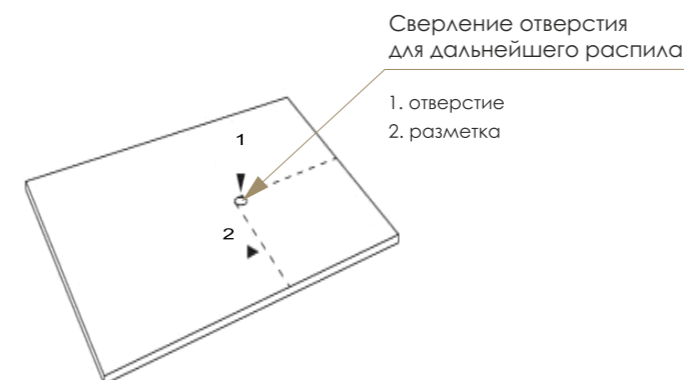 Сверление отверстия
для дальнейшего распила
1. отверстие
2. разметка
1
2